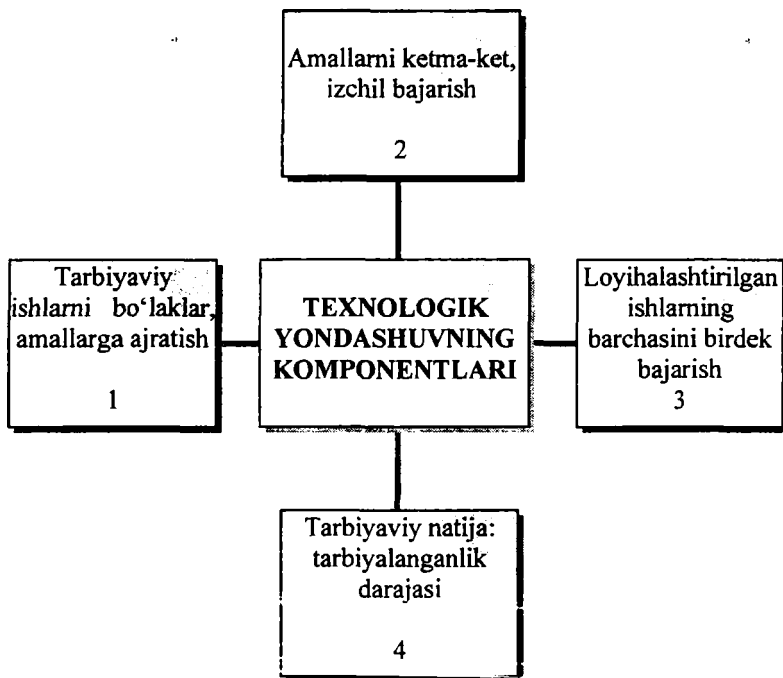 Amallarni ketma-ket,
izchil bajarish
2
Tarbiyaviy
ishlarni bo‘laklar,
amallarga ajratish
1
TEXNOLOGIK
YONDASHUVNING
KOMPONENTLARI
Loyihalashtirilgan
ishlarning
barchasini birdek
bajarish
3
Tarbiyaviy natija:
tarbiyalanganlik
darajasi
4